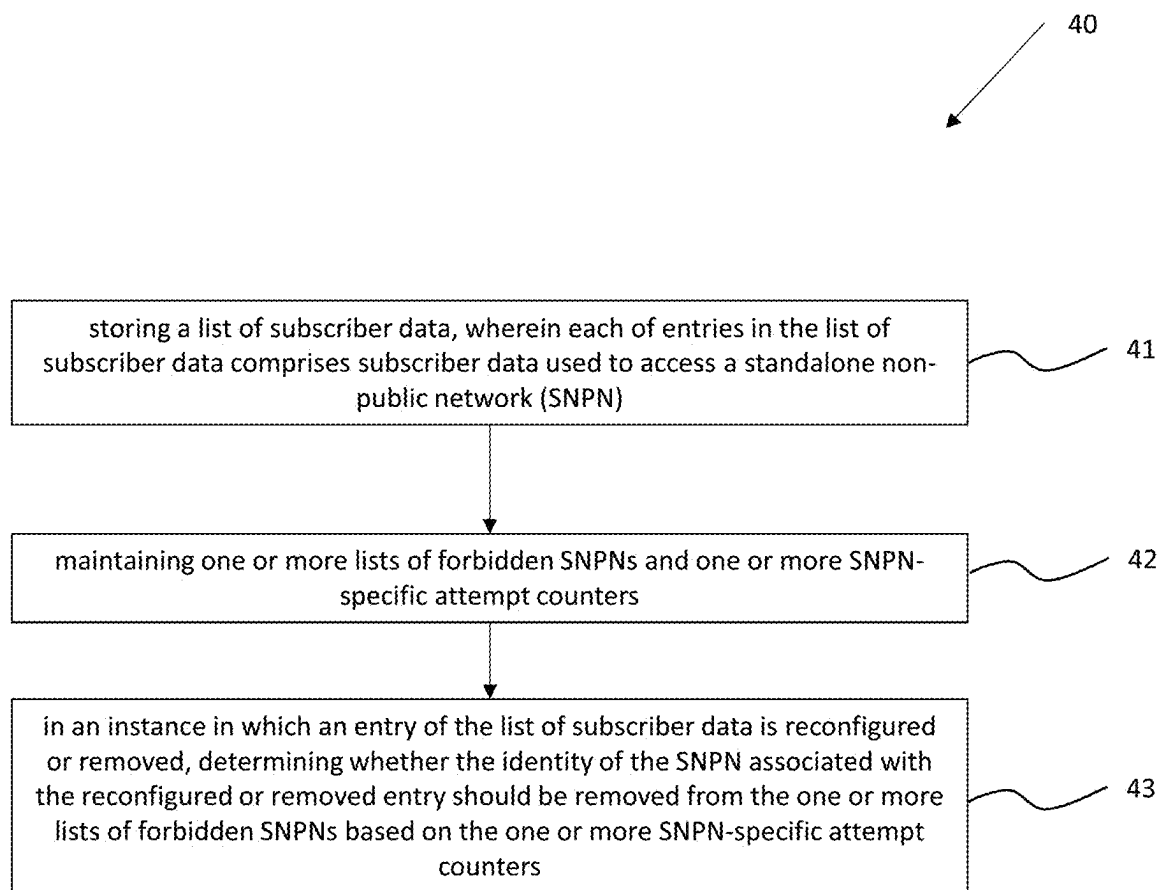 40
storing a list of subscriber data, wherein each of entries in the list of
subscriber data comprises subscriber data used to access a standalone non-
public network (SNPN)
41
maintaining one or more lists of forbidden SNPNs and one or more SNPN-
specific attempt counters
42
in an instance in which an entry of the list of subscriber data is reconfigured
or removed, determining whether the identity of the SNPN associated with
the reconfigured or removed entry should be removed from the one or more
lists of forbidden SNPNs based on the one or more SNPN-specific attempt
counters
43